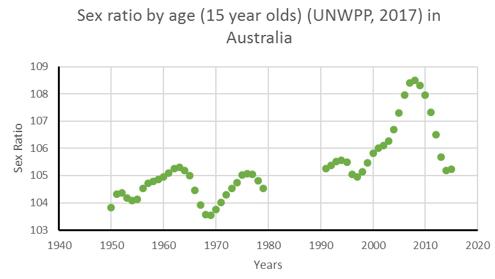 Sex ratio by age (15 year olds) (UNWPP, 2017) in
Australia
109
108
107
106
105
104
103
Sex Ratio
1940 1950 1960 1970 1980 1990 2000 2010 2020
Years